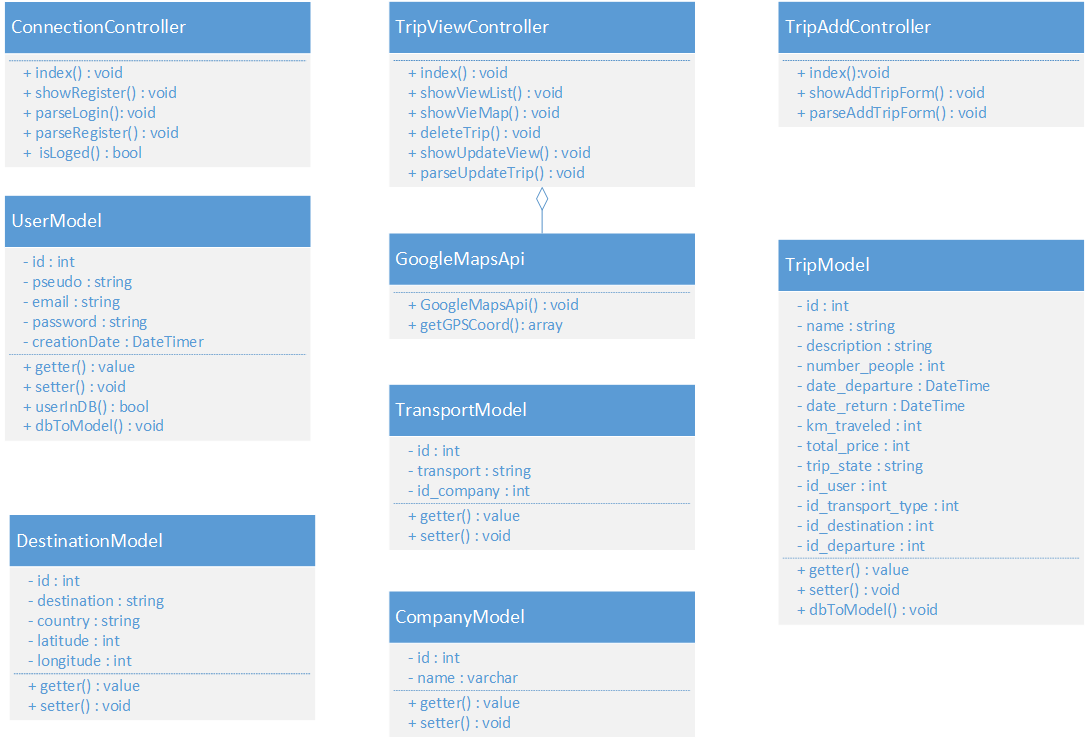 ConnectionController
+ index() : void
+ showRegister() : void
+ parseLogin(): void
+ parseRegister() : void
+ isLoged() : bool
TripViewController
+ index() : void
+ showViewList() : void
+ showVieMap() : void
+ deleteTrip() : void
+ showUpdateView() : void
+ parseUpdateTrip() : void
TripAddController
+ index():void
+ showAddTripForm() : void
+ parseAddTripForm() : void
UserModel
- id : int
- pseudo : string
- email : string
- password : string
- creationDate : DateTimer
+ getter() : value
+ setter() : void
+ userInDB() : bool
+ dbToModel() : void
GoogleMapsApi
+ GoogleMapsApi() : void
+ getGPSCoord(): array
TripModel
- id : int
- name : string
- description : string
- number_people : int
- date_departure : DateTime
- date_return : DateTime
- km_traveled : int
- total_price : int
- trip_state : string
- id_user : int
- id_transport_type : int
- id_destination : int
- id_departure : int
+ getter() : value
+ setter() : void
+ dbToModel() : void
TransportModel
- id : int
- transport : string
- id_company : int
+ getter() : value
+ setter() : void
DestinationModel
- id : int
- destination : string
- country : string
- latitude : int
- longitude : int
+ getter() : value
+ setter() : void
CompanyModel
- id : int
- name : varchar
+ getter() : value
+ setter() : void